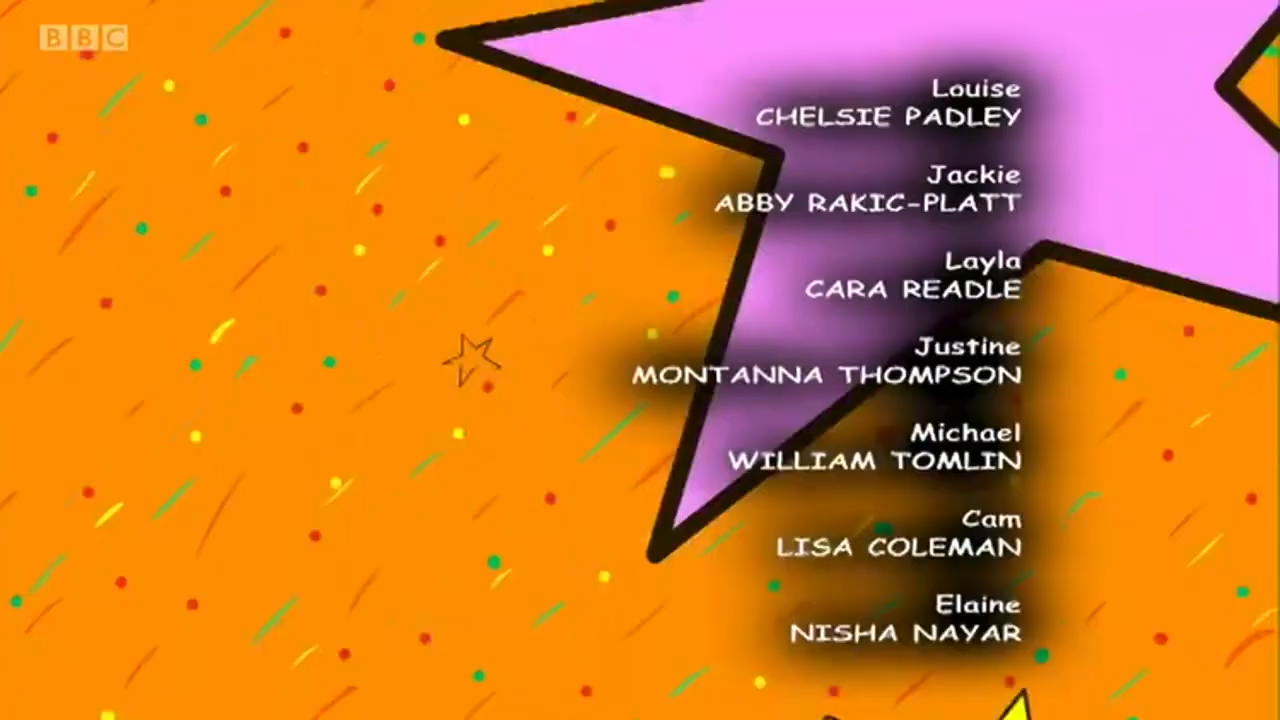 BBC
Louise
CHELSIE PADLEY
Jackie
ABBY RAKIC-PLATT
Layla
CARA READLE
Justine
MONTANNA THOMPSON
Michael
WILLIAM TOMLIN
Cam
LISA COLEMAN
Elaine
NISHA NAYAR